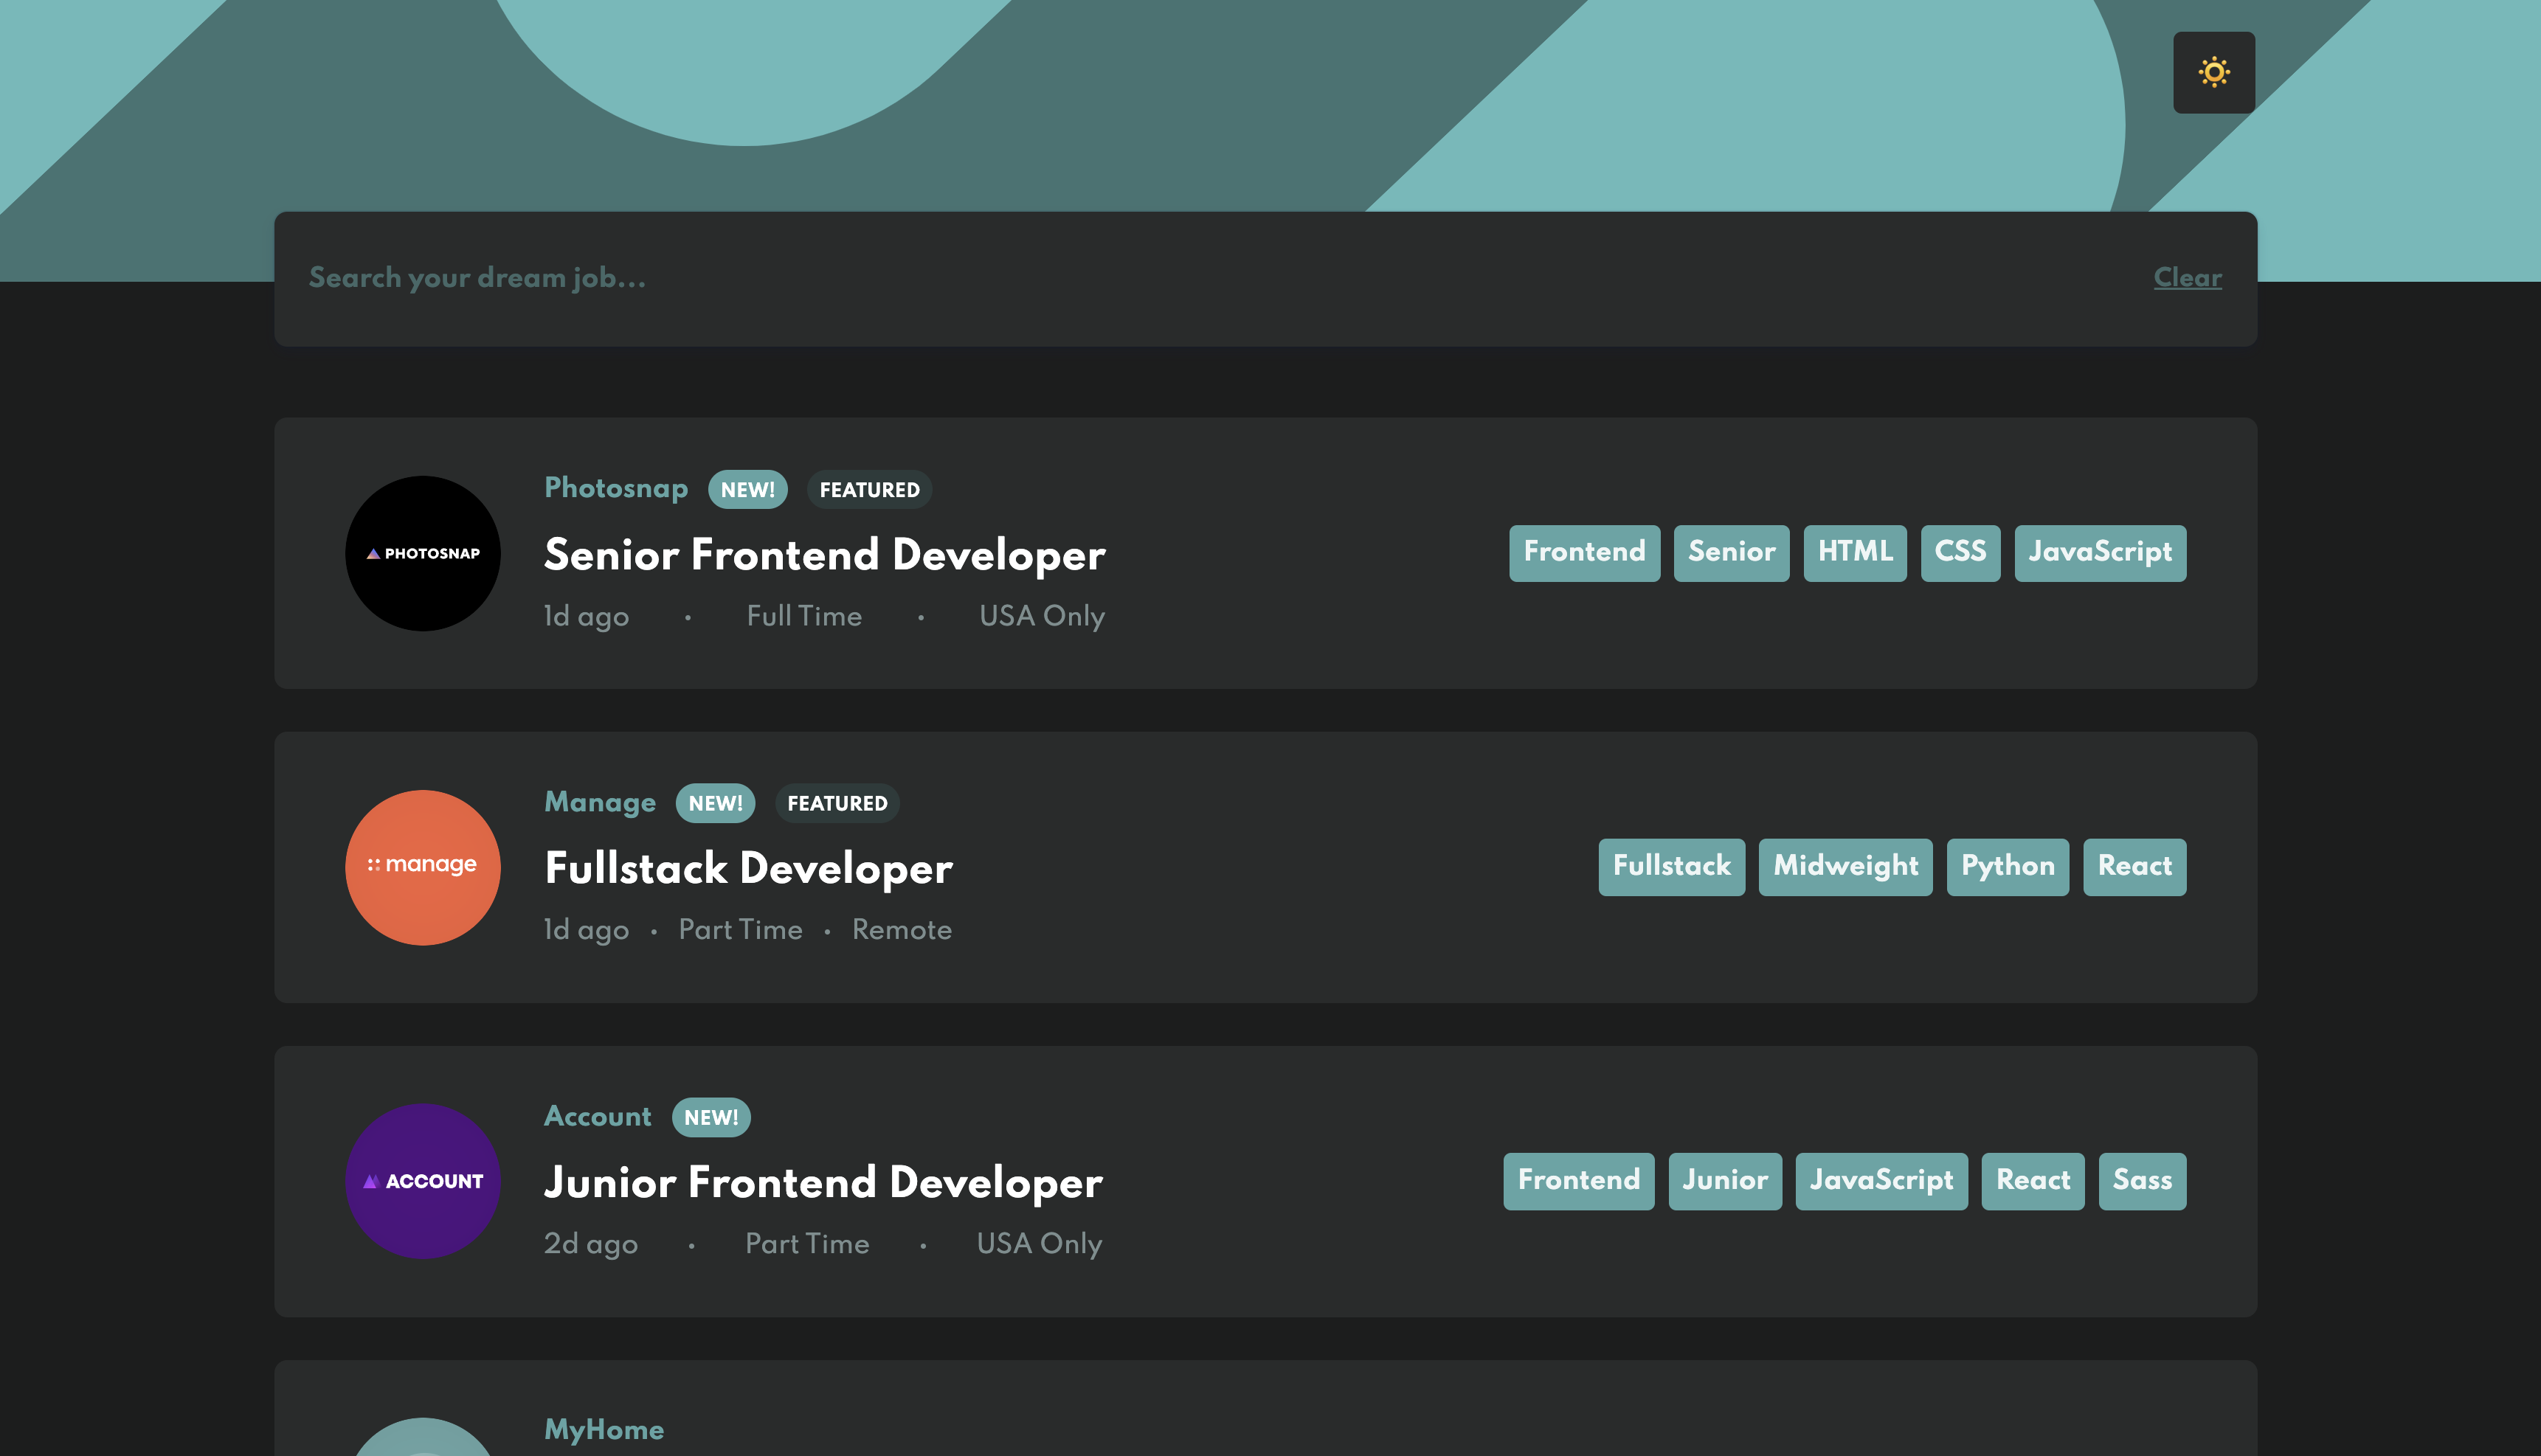 Search your dream job...
Clear
PHOTOSNAP
Photosnap NEW! FEATURED
Senior Frontend Developer
1d ago • Full Time • USA Only
Frontend Senior HTML CSS JavaScript
manage
Manage NEW! FEATURED
Fullstack Developer
1d ago • Part Time • Remote
Fullstack Midweight Python React
ACCOUNT
Account NEW!
Junior Frontend Developer
2d ago • Part Time • USA Only
Frontend Junior JavaScript React Sass
MyHome